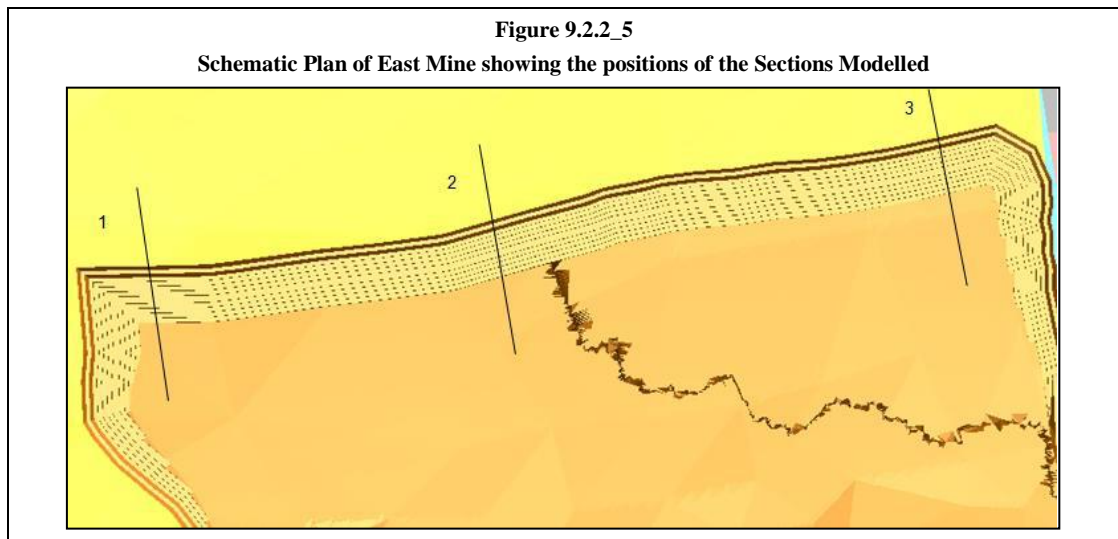 Figure 9.2.2_5
Schematic Plan of East Mine showing the positions of the Sections Modelled
3
2
1